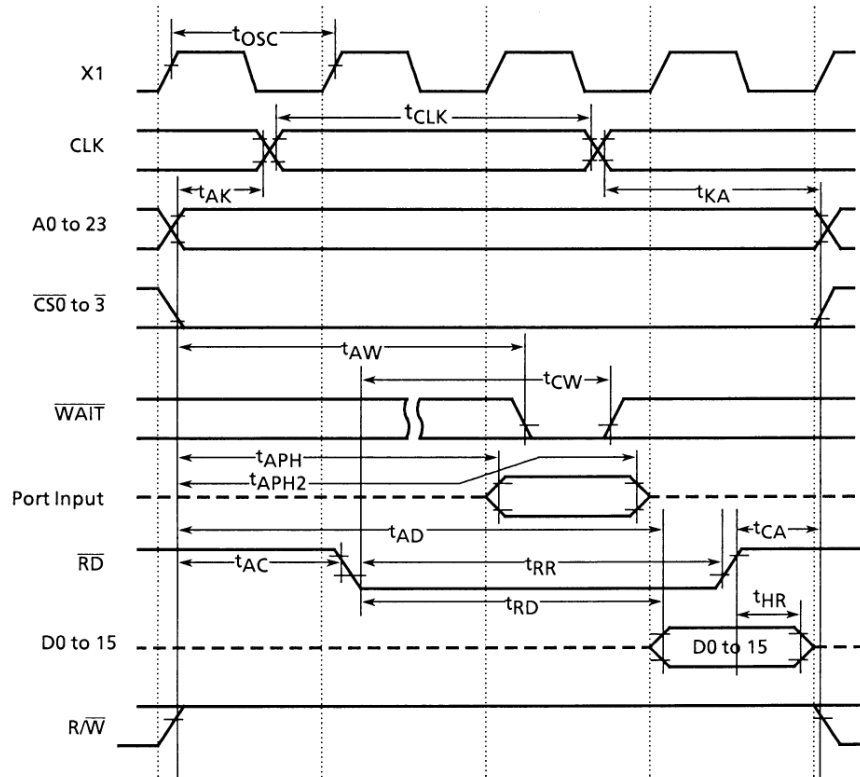 tOSC
X1
tCLK
CLK
tAK
tKA
A0 to 23
CS0 to 3
tAW
tCW
WAIT
tAPH
tAPH2
Port Input
tAD
tCA
RD
tAC
tRR
tRD
tHR
D0 to 15
D0 to 15
R/W